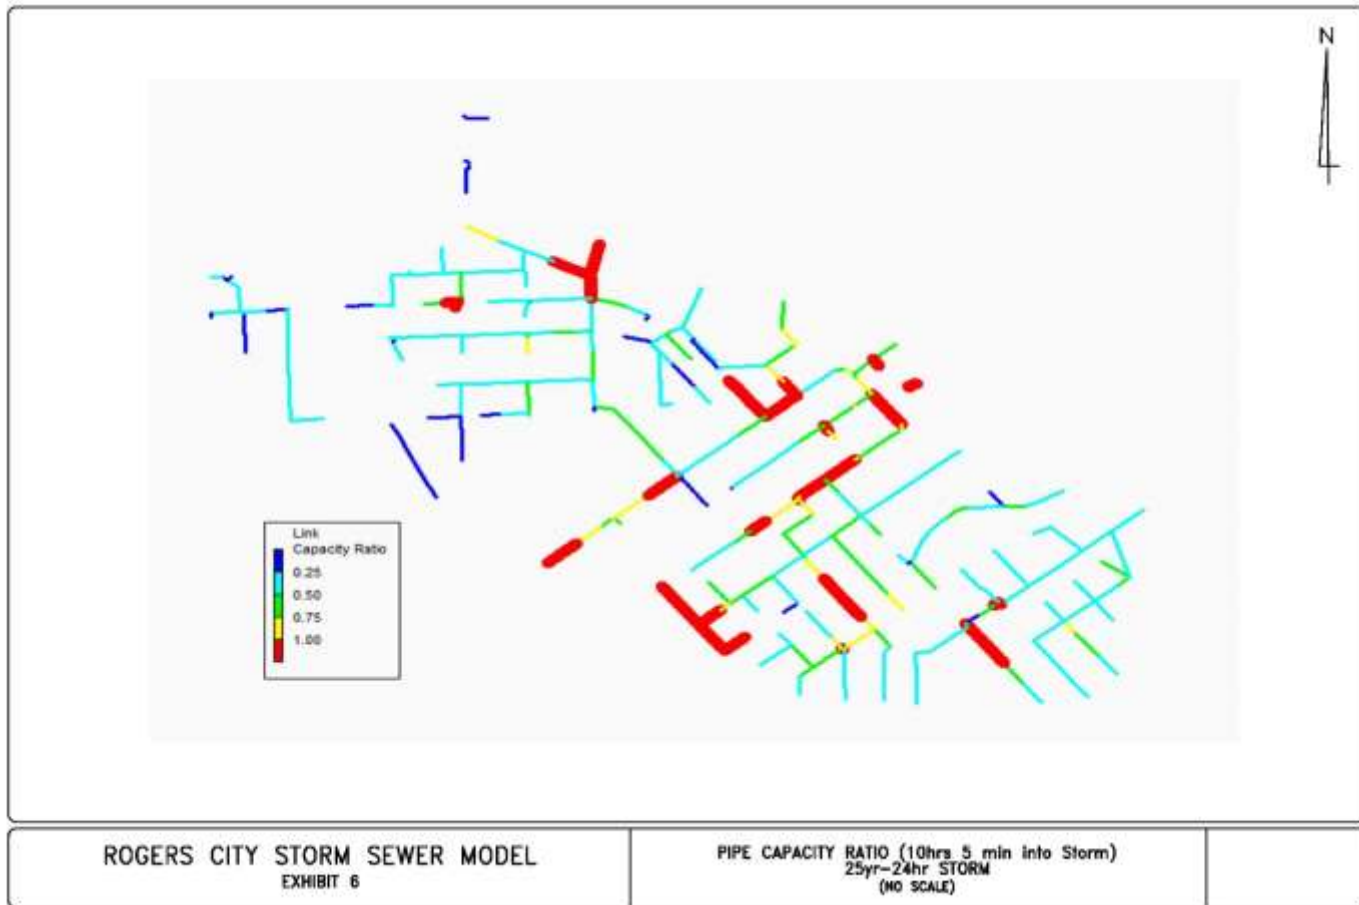 N
Link
Capacity Ratio
0.25
0.50
0.75
1.00
ROGERS CITY STORM SEWER MODEL
EXHIBIT 6
PIPE CAPACITY RATIO (10hrs 5 min into Storm)
25yr-24hr STORM
(NO SCALE)